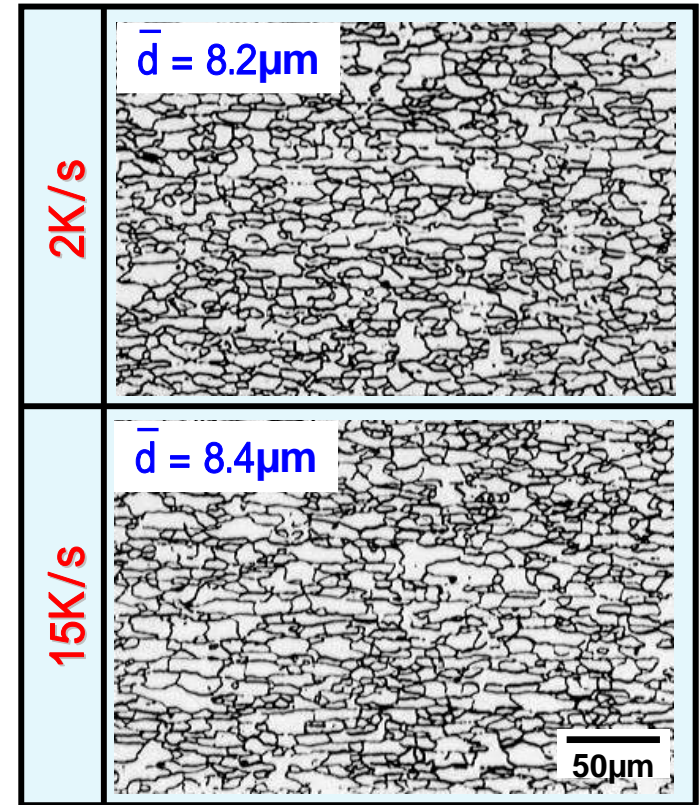 2K/s
d̅ = 8.2µm
15K/s
d̅ = 8.4µm
50µm